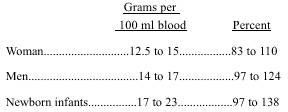 Grams per
100 ml blood Percent
Woman............................12.5 to 15.................83 to 110
Men....................................14 to 17..................97 to 124
Newborn infants................17 to 23..................97 to 138